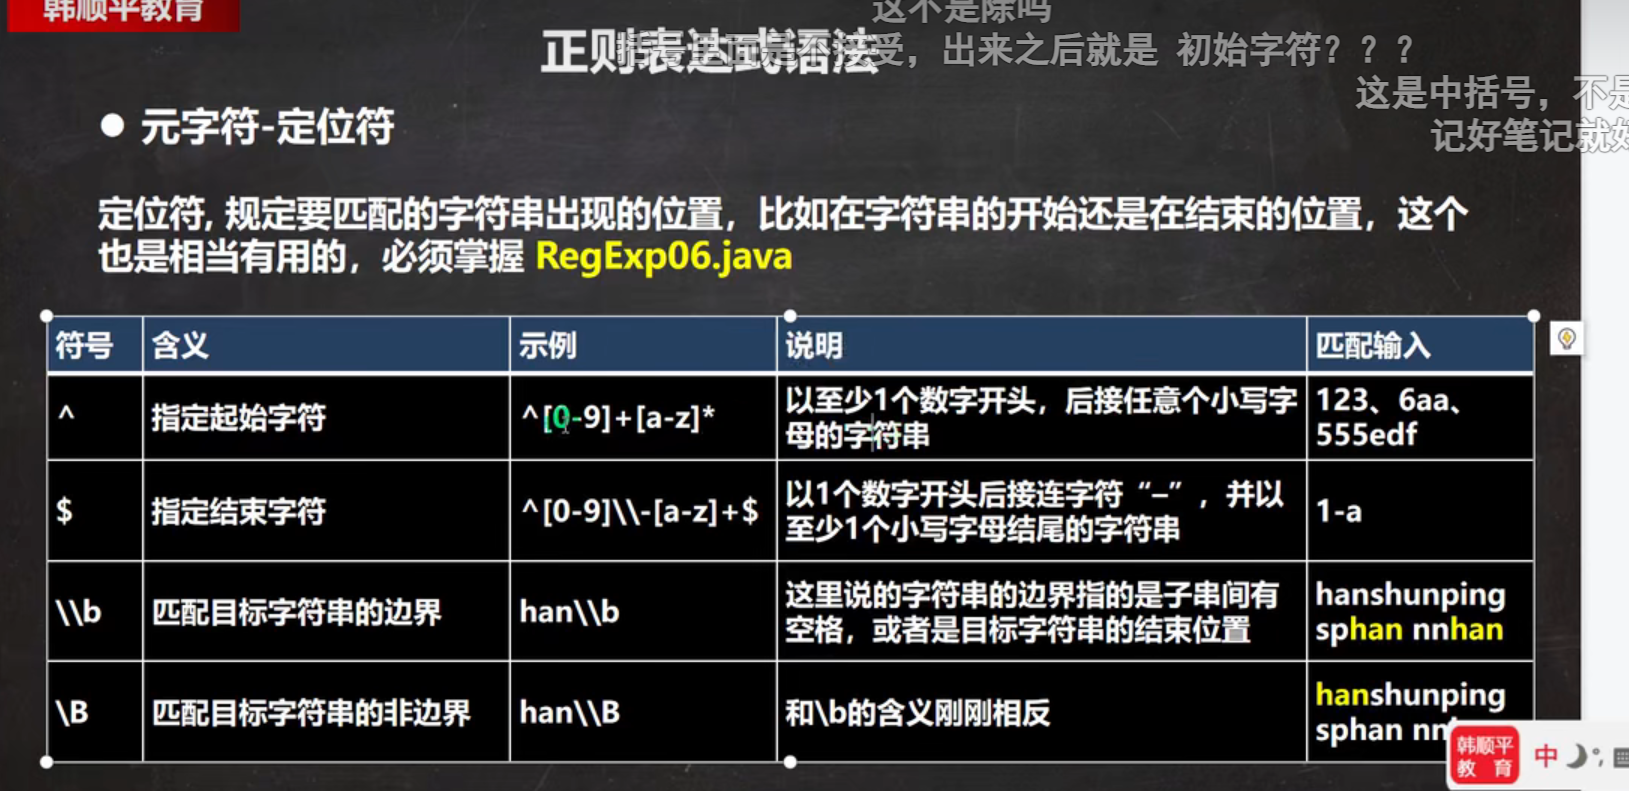 韩顺平教育
这不是除吗
正则表达式语法
受，出来之后就是 初始字符？？？
这是中括号，不是
记好笔记就好
● 元字符-定位符
定位符, 规定要匹配的字符串出现的位置，比如在字符串的开始还是在结束的位置，这个
也是相当有用的，必须掌握 RegExp06.java
符号 含义 示例 说明 匹配输入
^ 指定起始字符 ^[0-9]+[a-z]* 以至少1个数字开头，后接任意个小写字 123、6aa、
母的字符串 555edf
$ 指定结束字符 ^[0-9]\\-[a-z]+$ 以1个数字开头后接连字符“–”，并以 1-a
至少1个小写字母结尾的字符串
\\b 匹配目标字符串的边界 han\\b 这里说的字符串的边界指的是子串间有 hanshunping
空格，或者是目标字符串的结束位置 sphan nnhan
\B 匹配目标字符串的非边界 han\\B 和\b的含义刚刚相反 hanshunping
sphan
韩顺平
教 育
中